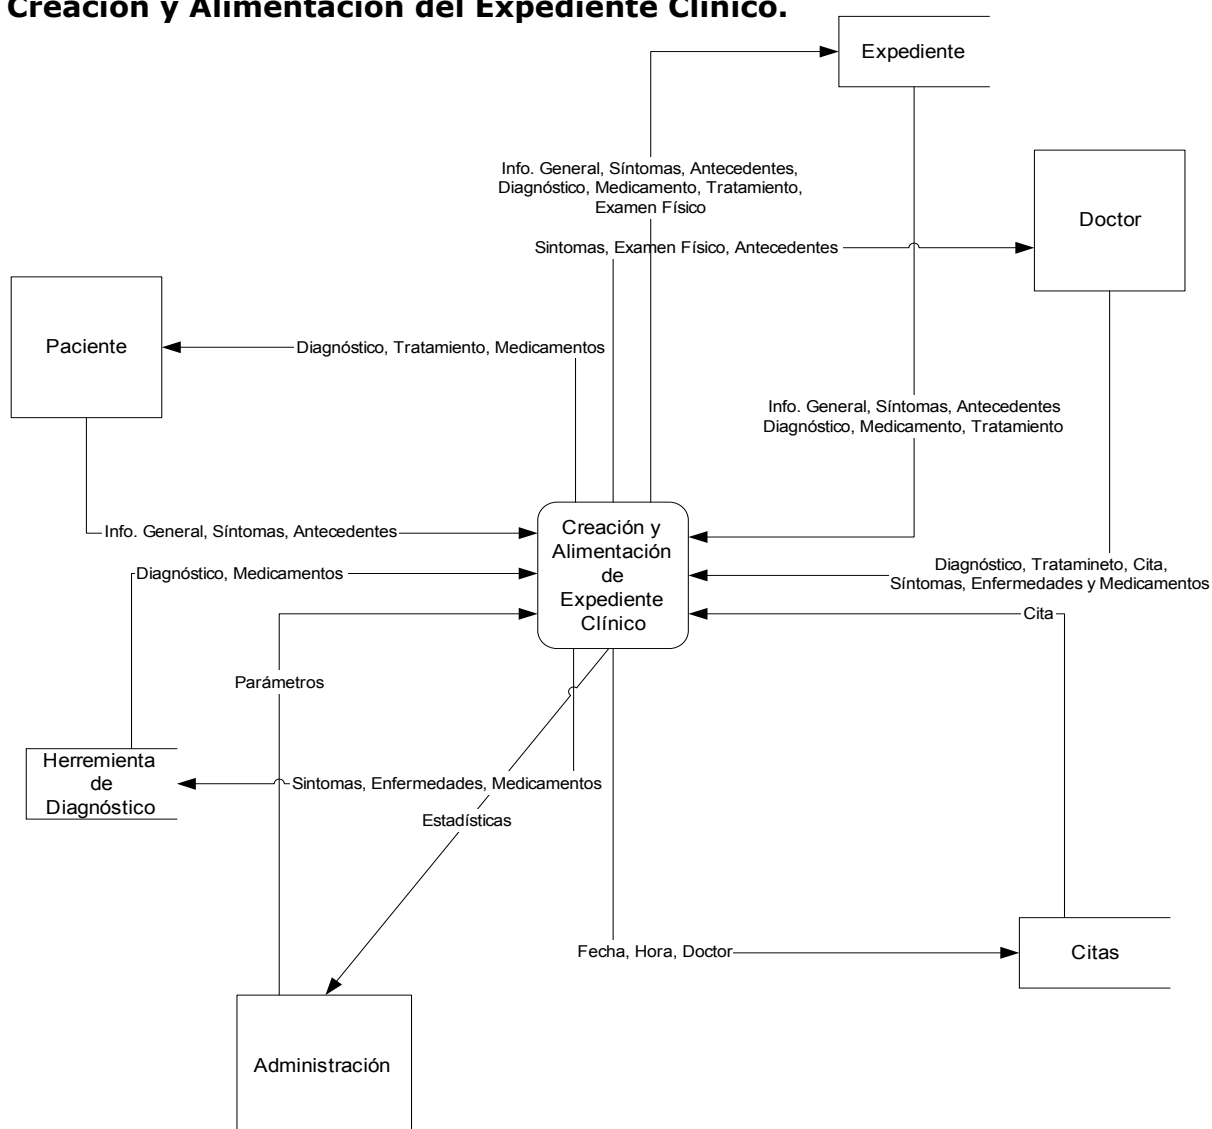 Creación y Alimentación del Expediente Clínico.
Expediente
Info. General, Síntomas, Antecedentes,
Diagnóstico, Medicamento, Tratamiento,
Examen Físico
Doctor
Sintomas, Examen Físico, Antecedentes
Paciente
Diagnóstico, Tratamiento, Medicamentos
Info. General, Síntomas, Antecedentes
Diagnóstico, Medicamento, Tratamiento
Info. General, Síntomas, Antecedentes
Creación y
Alimentación
de
Expediente
Clínico
Diagnóstico, Tratamineto, Cita,
Síntomas, Enfermedades y Medicamentos
Diagnóstico, Medicamentos
Cita
Parámetros
Herremienta
de
Diagnóstico
Sintomas, Enfermedades, Medicamentos
Estadísticas
Fecha, Hora, Doctor
Citas
Administración